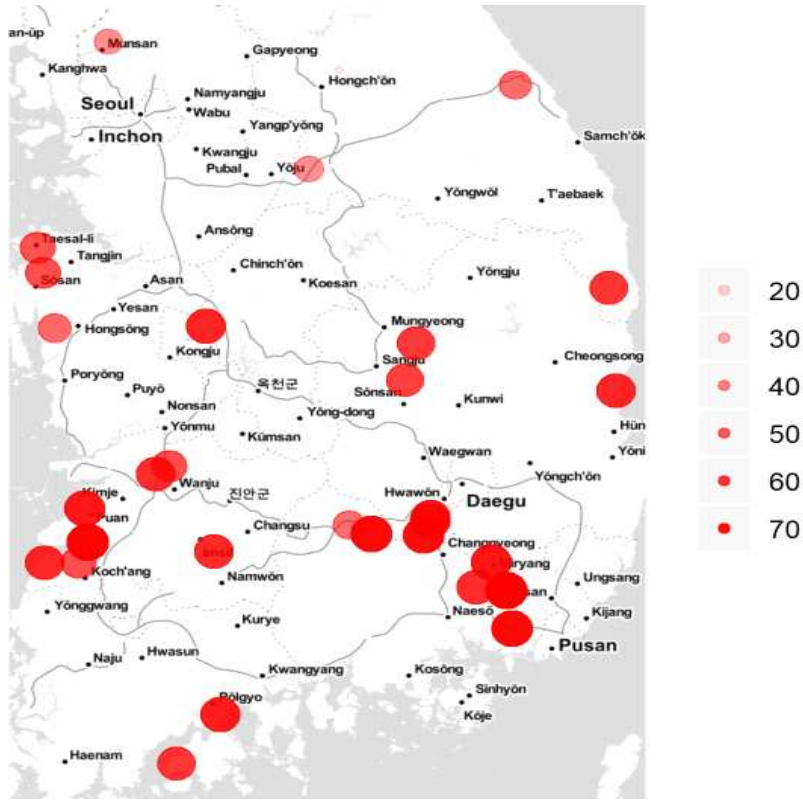 an-ŭp
Munsan
Gapyeong
Kanghwa
Hongch'ŏn
Namyangju
Seoul
Wabu
Yangp'yŏng
Samch'ŏk
Inchon
Kwangju
Pubal
Yŏju
Yŏngwŏl
T'aebaek
Ansŏng
Taesal-li
Tangjin
Chinch'ŏn
Yŏngju
Koesan
Sŏsan
Asan
Yesan
Hongsŏng
Mungyeong
Kongju
Sangju
Cheongsong
Poryŏng
Puyŏ
옥천군
Sŏnsan
Kunwi
Nonsan
Yŏng-dong
Yŏnmu
Kŭmsan
Hŭn
Waegwan
Yŏni
Yŏngch'ŏn
Wanju
Kimje
진안군
Hwawŏn
Daegu
Puan
Changsu
Changnyeong
Miryang
Koch'ang
Namwŏn
Ungsang
san
Yŏnggwang
Naesŏ
Kijang
Kurye
Pusan
Naju
Hwasun
Kwangyang
Kosŏng
Sinhyŏn
Kŏje
Pŏlgyo
Haenam
20
30
40
50
60
70